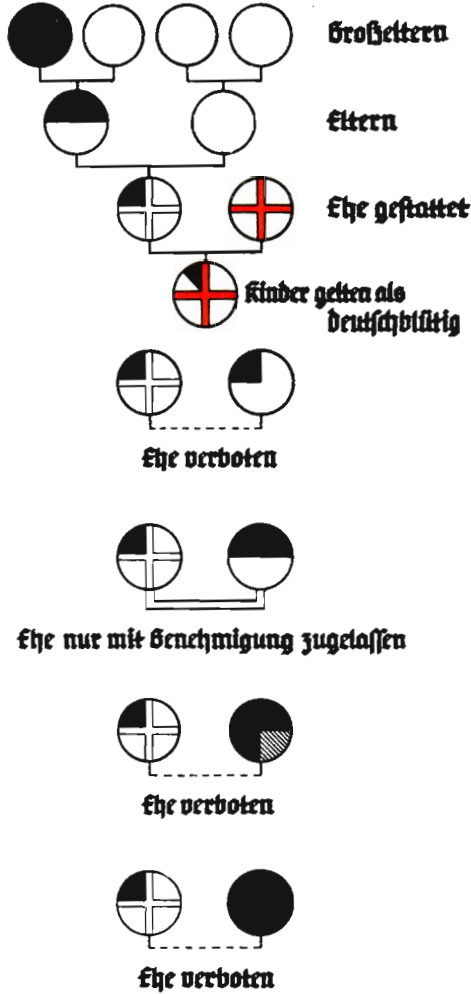 Großeltern
Eltern
Ehe gestattet
Kinder gelten als
deutschblütig
Ehe verboten
Ehe nur mit Genehmigung zugelassen
Ehe verboten
Ehe verboten